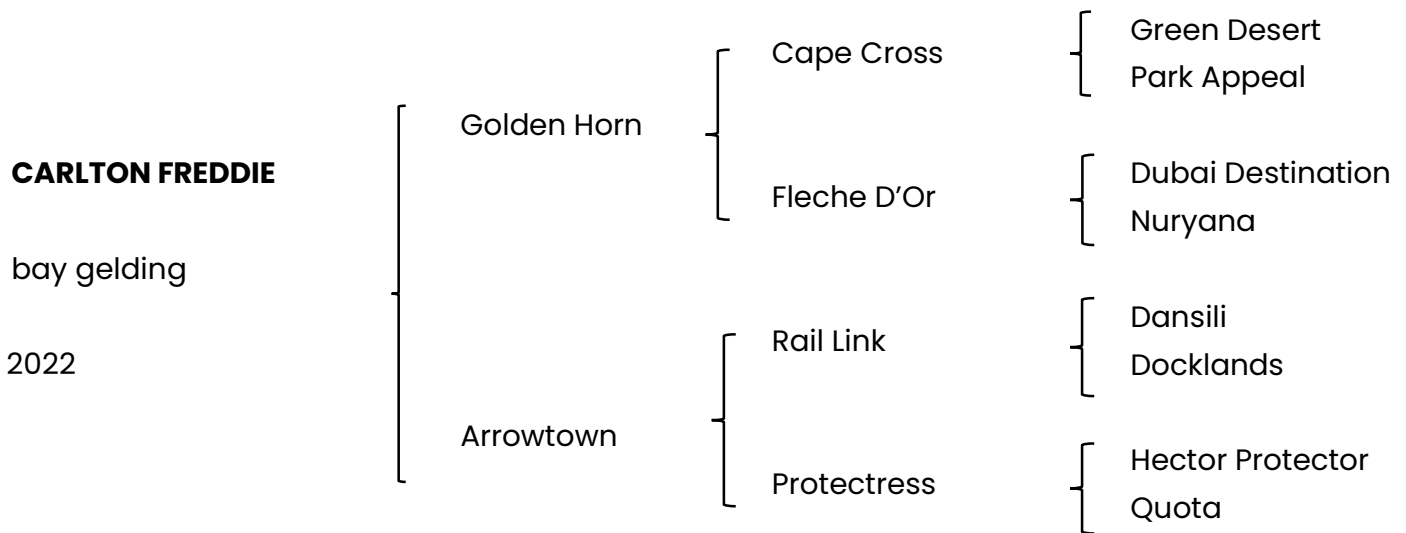 CARLTON FREDDIE
bay gelding
2022
Golden Horn
Arrowtown
Cape Cross
Fleche D’Or
Rail Link
Protectress
Green Desert
Park Appeal
Dubai Destination
Nuryana
Dansili
Docklands
Hector Protector
Quota